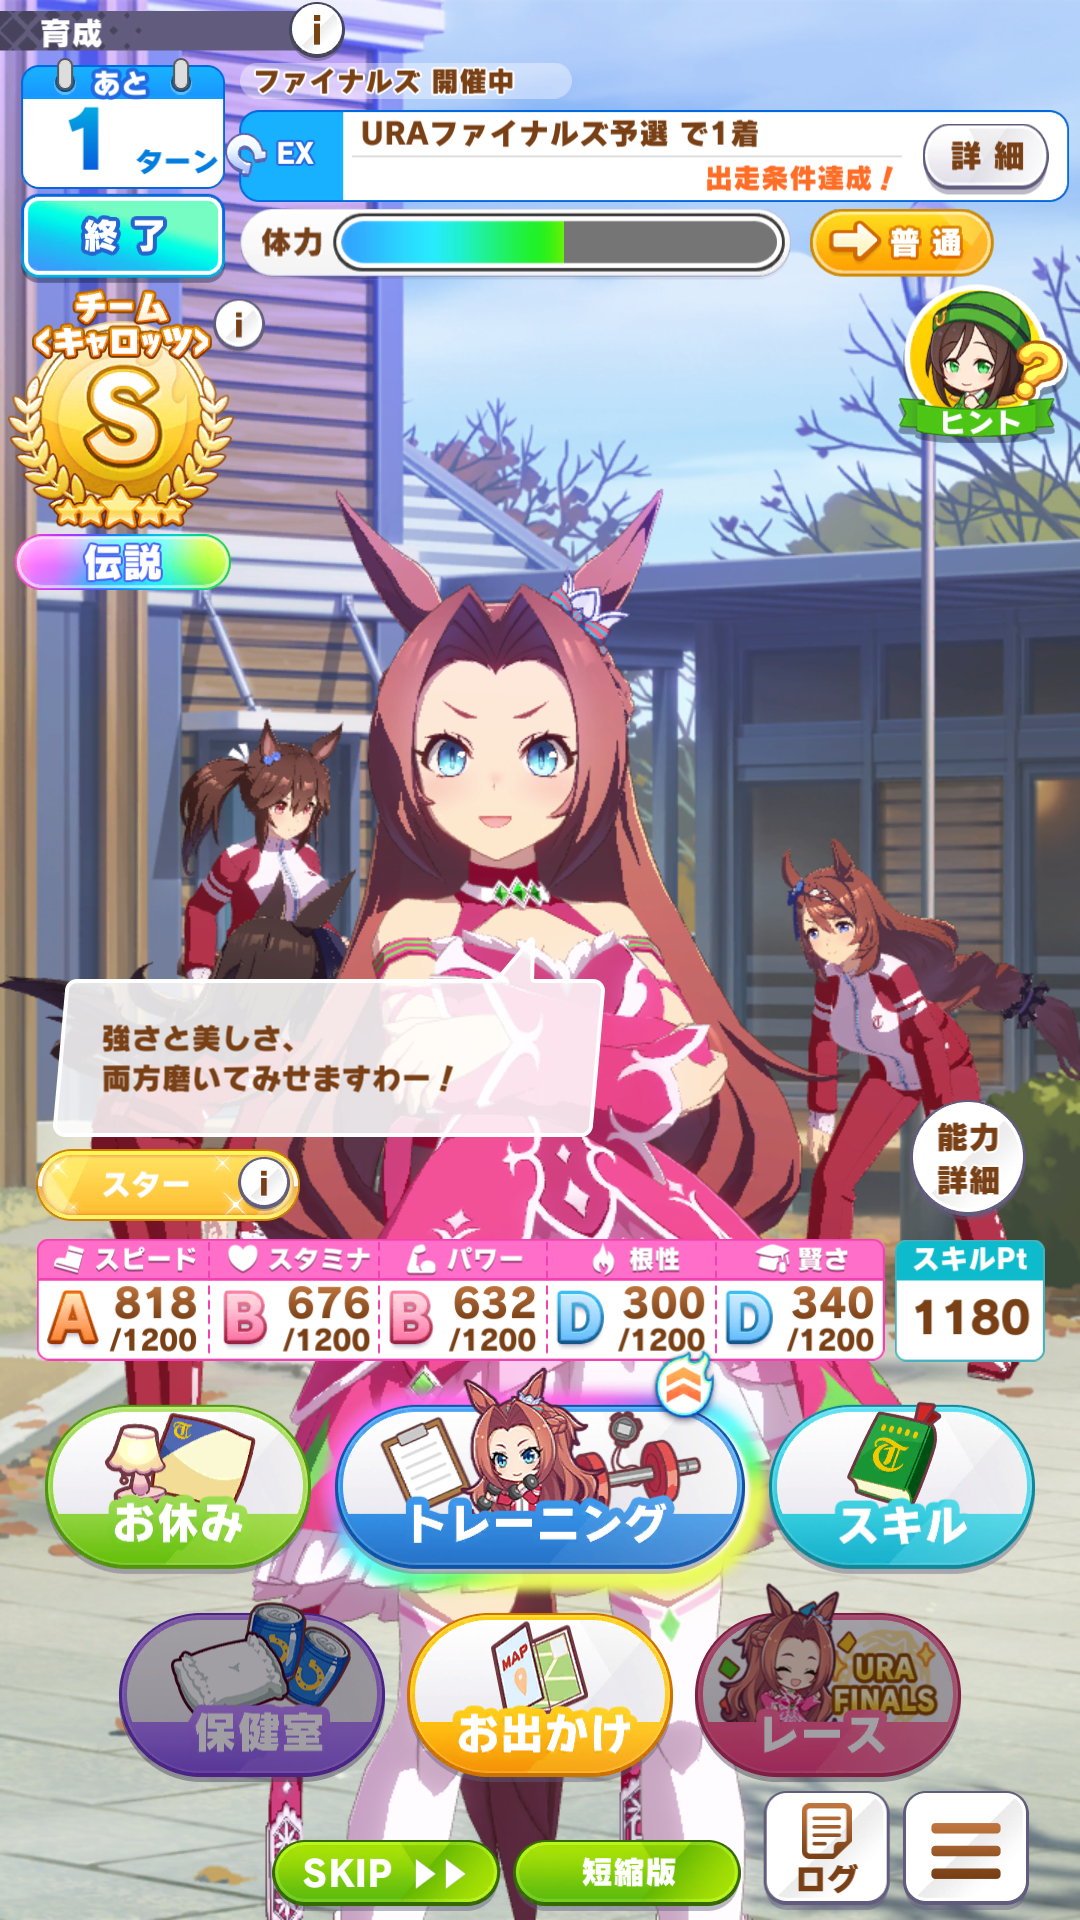 育成
i
あと
1
ターン
ファイナルズ 開催中
EX
URAファイナルズ予選 で1着
出走条件達成!
詳細
終了
体力
普通
チーム
<キャロッツ>
i
S
伝説
?
ヒント
強さと美しさ、
両方磨いてみせますわー!
スター
i
能力
詳細
スピード
スタミナ
パワー
根性
賢さ
スキルPt
A 818
/1200
B 676
/1200
B 632
/1200
D 300
/1200
D 340
/1200
1180
お休み
トレーニング
スキル
保健室
MAP
お出かけ
URA
FINALS
レース
SKIP
短縮版
ログ